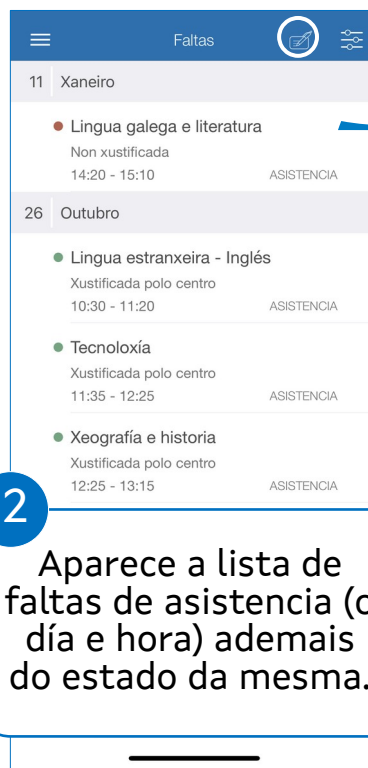 Faltas
11 Xaneiro
Lingua galega e literatura
Non xustificada
14:20 - 15:10 ASISTENCIA
26 Outubro
Lingua estranxeira - Inglés
Xustificada polo centro
10:30 - 11:20 ASISTENCIA
Tecnoloxía
Xustificada polo centro
11:35 - 12:25 ASISTENCIA
Xeografía e historia
Xustificada polo centro
12:25 - 13:15 ASISTENCIA
2
Aparece a lista de
faltas de asistencia (o
día e hora) ademais
do estado da mesma.